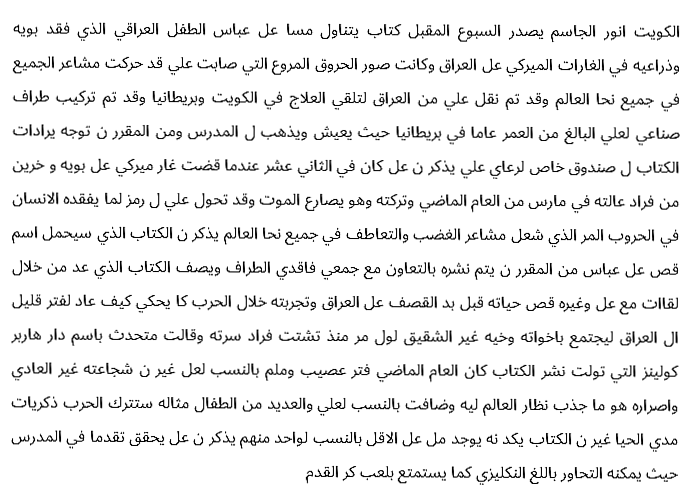 الكويت انور الجاسم يصدر السبوع المقبل كتاب يتناول مسا عل عباس الطفل العراقي الذي فقد بويه
وذراعيه في الغارات الميركي عل العراق وكانت صور الحروق المروع التي صابت علي قد حركت مشاعر الجميع
في جميع نحا العالم وقد تم نقل علي من العراق لتلقي العلاج في الكويت وبريطانيا وقد تم تركيب طراف
صناعي لعلي البالغ من العمر عاما في بريطانيا حيث يعيش ويذهب ل المدرس ومن المقرر ن توجه يرادات
الكتاب ل صندوق خاص لرعاي علي يذكر ن عل كان في الثاني عشر عندما قضت غار ميركي عل بويه و خرين
من فراد عالته في مارس من العام الماضي وتركته وهو يصارع الموت وقد تحول علي ل رمز لما يفقده الانسان
في الحروب المر الذي شعل مشاعر الغضب والتعاطف في جميع نحا العالم يذكر ن الكتاب الذي سيحمل اسم
قص عل عباس من المقرر ن يتم نشره بالتعاون مع جمعي فاقدي الطراف ويصف الكتاب الذي عد من خلال
لقاات مع عل وغيره قص حياته قبل بد القصف عل العراق وتجربته خلال الحرب كا يحكي كيف عاد لفتر قليل
ال العراق ليجتمع باخواته وخيه غير الشقيق لول مر منذ تشتت فراد سرته وقالت متحدث باسم دار هاربر
كولينز التي تولت نشر الكتاب كان العام الماضي فتر عصيب وملم بالنسب لعل غير ن شجاعته غير العادي
واصراره هو ما جذب نظار العالم ليه وضافت بالنسب لعلي والعديد من الطفال مثاله ستترك الحرب ذكريات
مدي الحيا غير ن الكتاب يكد نه يوجد مل عل الاقل بالنسب لواحد منهم يذكر ن عل يحقق تقدما في المدرس
حيث يمكنه التحاور باللغ النكليزي كما يستمتع بلعب كر القدم